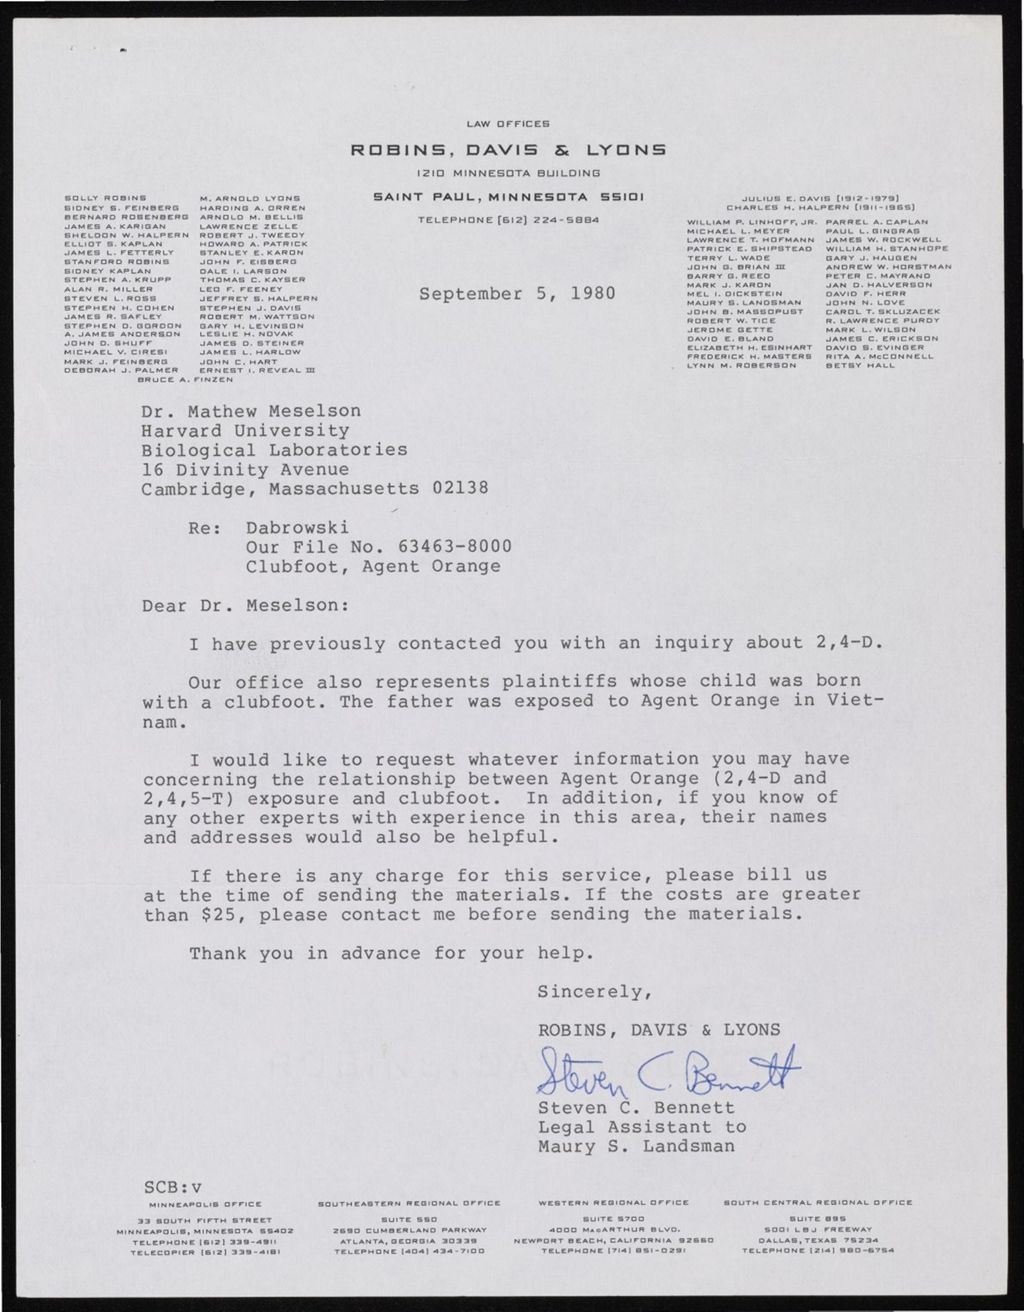 LAW OFFICES
ROBINS, DAVIS & LYONS
1210 MINNESOTA BUILDING
SAINT PAUL, MINNESOTA 55101
TELEPHONE [612] 224-5884
SOLLY ROBINS
SIDNEY S. FEINBERG
BERNARD ROSENBERG
JAMES A. KARIGAN
SHELDON W. HALPERN
ELLIOT S. KAPLAN
JAMES L. FETTERLY
STANFORD ROBINS
SIDNEY KAPLAN
STEPHEN A. KRUPP
ALAN R. MILLER
STEVEN L. ROSS
STEPHEN H. COHEN
JAMES R. SAFLEY
STEPHEN D. GORDON
A. JAMES ANDERSON
JOHN D. SHUFF
MICHAEL V. CIRESI
MARK J. FEINBERG
DEBORAH J. PALMER
M. ARNOLD LYONS
HARDING A. ORREN
ARNOLD M. BELLIS
LAWRENCE ZELLE
ROBERT J. TWEEDY
HOWARD A. PATRICK
STANLEY E. KARON
JOHN F. EISBERG
DALE I. LARSON
THOMAS C. KAYSER
LEO F. FEENEY
JEFFREY S. HALPERN
STEPHEN J. DAVIS
ROBERT M. WATTSON
GARY H. LEVINSON
LESLIE H. NOVAK
JAMES D. STEINER
JAMES L. HARLOW
JOHN C. HART
ERNEST I. REVEAL III
BRUCE A. FINZEN
JULIUS E. DAVIS [1912-1979]
CHARLES H. HALPERN [1911-1965]
WILLIAM P. LINHOFF, JR.
MICHAEL L. MEYER
LAWRENCE T. HOFMANN
PATRICK E. SHIPSTEAD
TERRY L. WADE
JOHN G. BRIAN III
BARRY G. REED
MARK J. KARON
MEL I. DICKSTEIN
MAURY S. LANDSMAN
JOHN B. MASSOPUST
ROBERT W. TICE
JEROME GETTE
DAVID E. BLAND
ELIZABETH H. ESINHART
FREDERICK H. MASTERS
LYNN M. ROBERSON
PARREL A. CAPLAN
PAUL L. GINGRAS
JAMES W. ROCKWELL
WILLIAM H. STANHOPE
GARY J. HAUGEN
ANDREW W. HORSTMAN
PETER C. MAYRAND
JAN D. HALVERSON
DAVID F. HERR
JOHN N. LOVE
CAROL T. SKLUZACEK
R. LAWRENCE PURDY
MARK L. WILSON
JAMES C. ERICKSON
DAVID S. EVINGER
RITA A. McCONNELL
BETSY HALL
September 5, 1980
Dr. Mathew Meselson
Harvard University
Biological Laboratories
16 Divinity Avenue
Cambridge, Massachusetts 02138
Re: Dabrowski
Our File No. 63463-8000
Clubfoot, Agent Orange
Dear Dr. Meselson:
I have previously contacted you with an inquiry about 2,4-D.
Our office also represents plaintiffs whose child was born
with a clubfoot. The father was exposed to Agent Orange in Viet-
nam.
I would like to request whatever information you may have
concerning the relationship between Agent Orange (2,4-D and
2,4,5-T) exposure and clubfoot. In addition, if you know of
any other experts with experience in this area, their names
and addresses would also be helpful.
If there is any charge for this service, please bill us
at the time of sending the materials. If the costs are greater
than $25, please contact me before sending the materials.
Thank you in advance for your help.
Sincerely,
ROBINS, DAVIS & LYONS
Steven C. Bennett
Steven C. Bennett
Legal Assistant to
Maury S. Landsman
SCB:v
MINNEAPOLIS OFFICE
33 SOUTH FIFTH STREET
MINNEAPOLIS, MINNESOTA 55402
TELEPHONE [612] 339-4911
TELECOPIER [612] 339-4181
SOUTHEASTERN REGIONAL OFFICE
SUITE 550
2690 CUMBERLAND PARKWAY
ATLANTA, GEORGIA 30339
TELEPHONE [404] 434-7100
WESTERN REGIONAL OFFICE
SUITE 5700
4000 MacARTHUR BLVD.
NEWPORT BEACH, CALIFORNIA 92660
TELEPHONE [714] 851-0291
SOUTH CENTRAL REGIONAL OFFICE
SUITE 895
5001 LBJ FREEWAY
DALLAS, TEXAS 75234
TELEPHONE [214] 980-6754